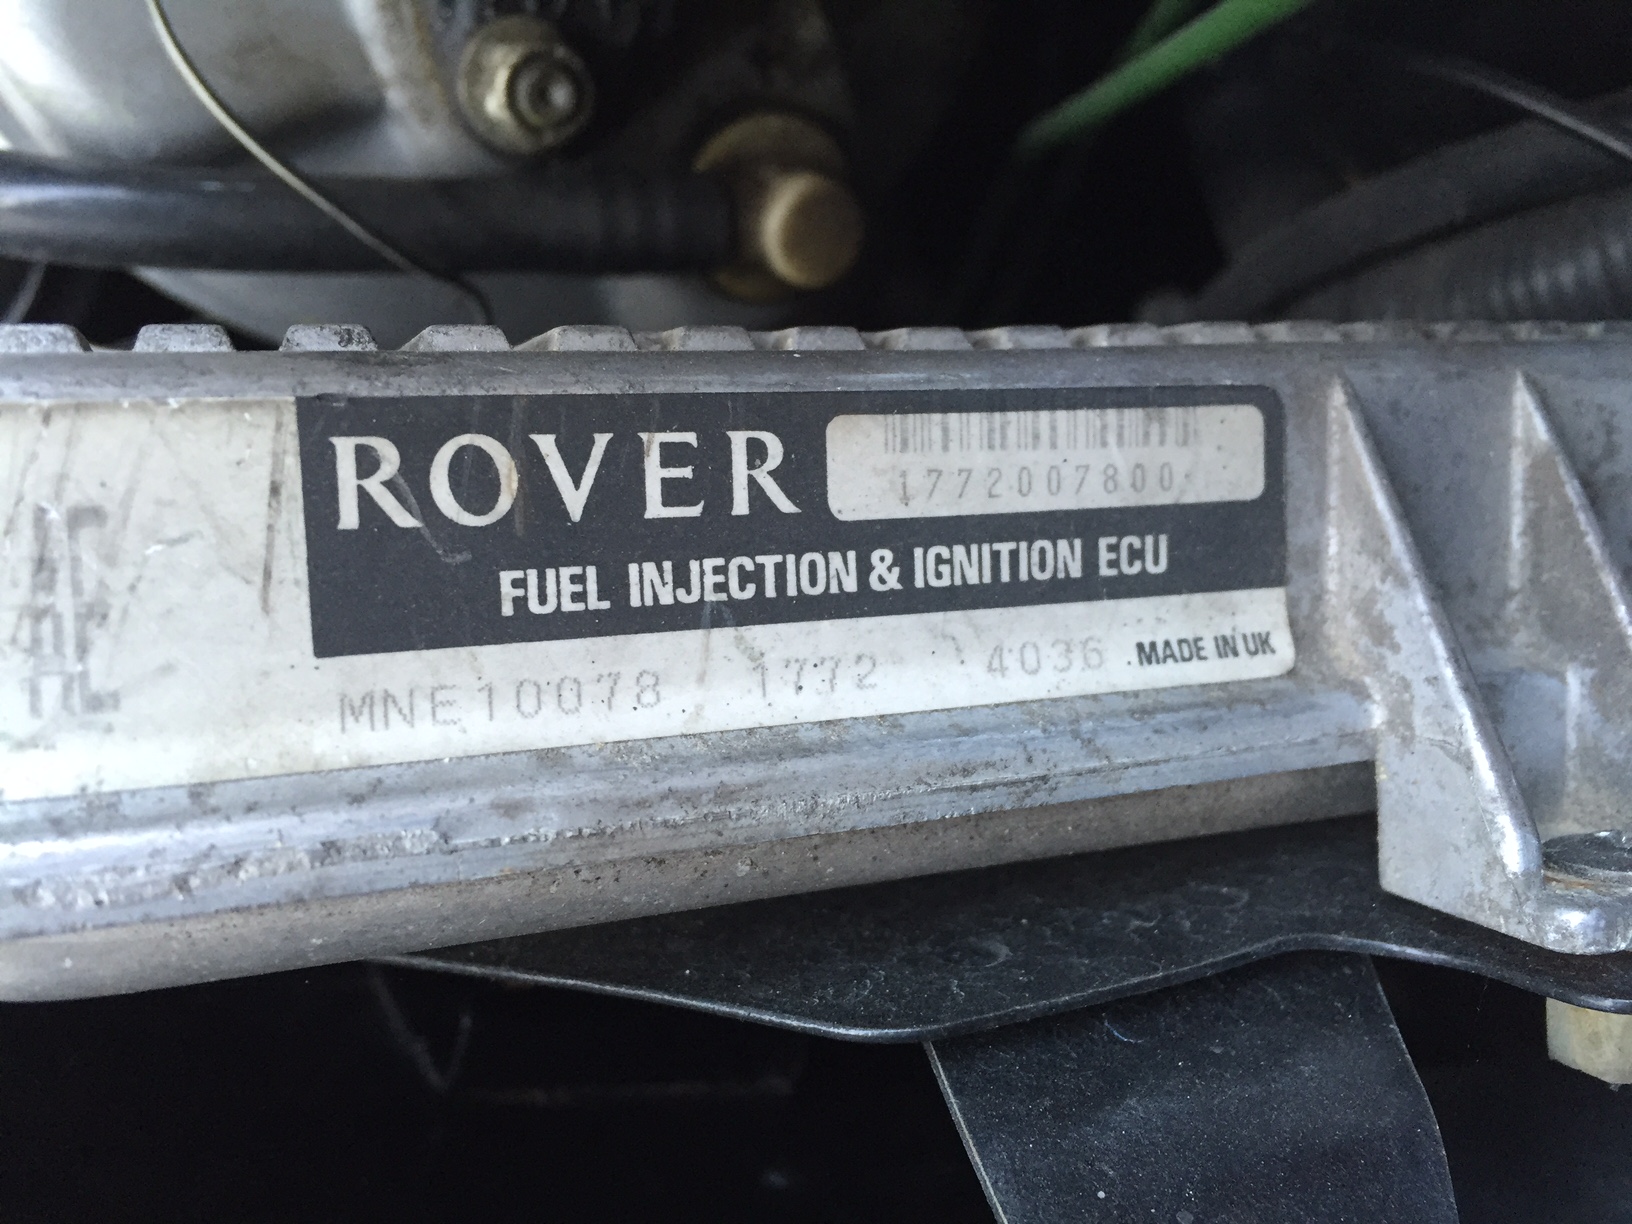 ROVER
1772007800
FUEL INJECTION & IGNITION ECU
MNE10078 1772 4036 MADE IN UK